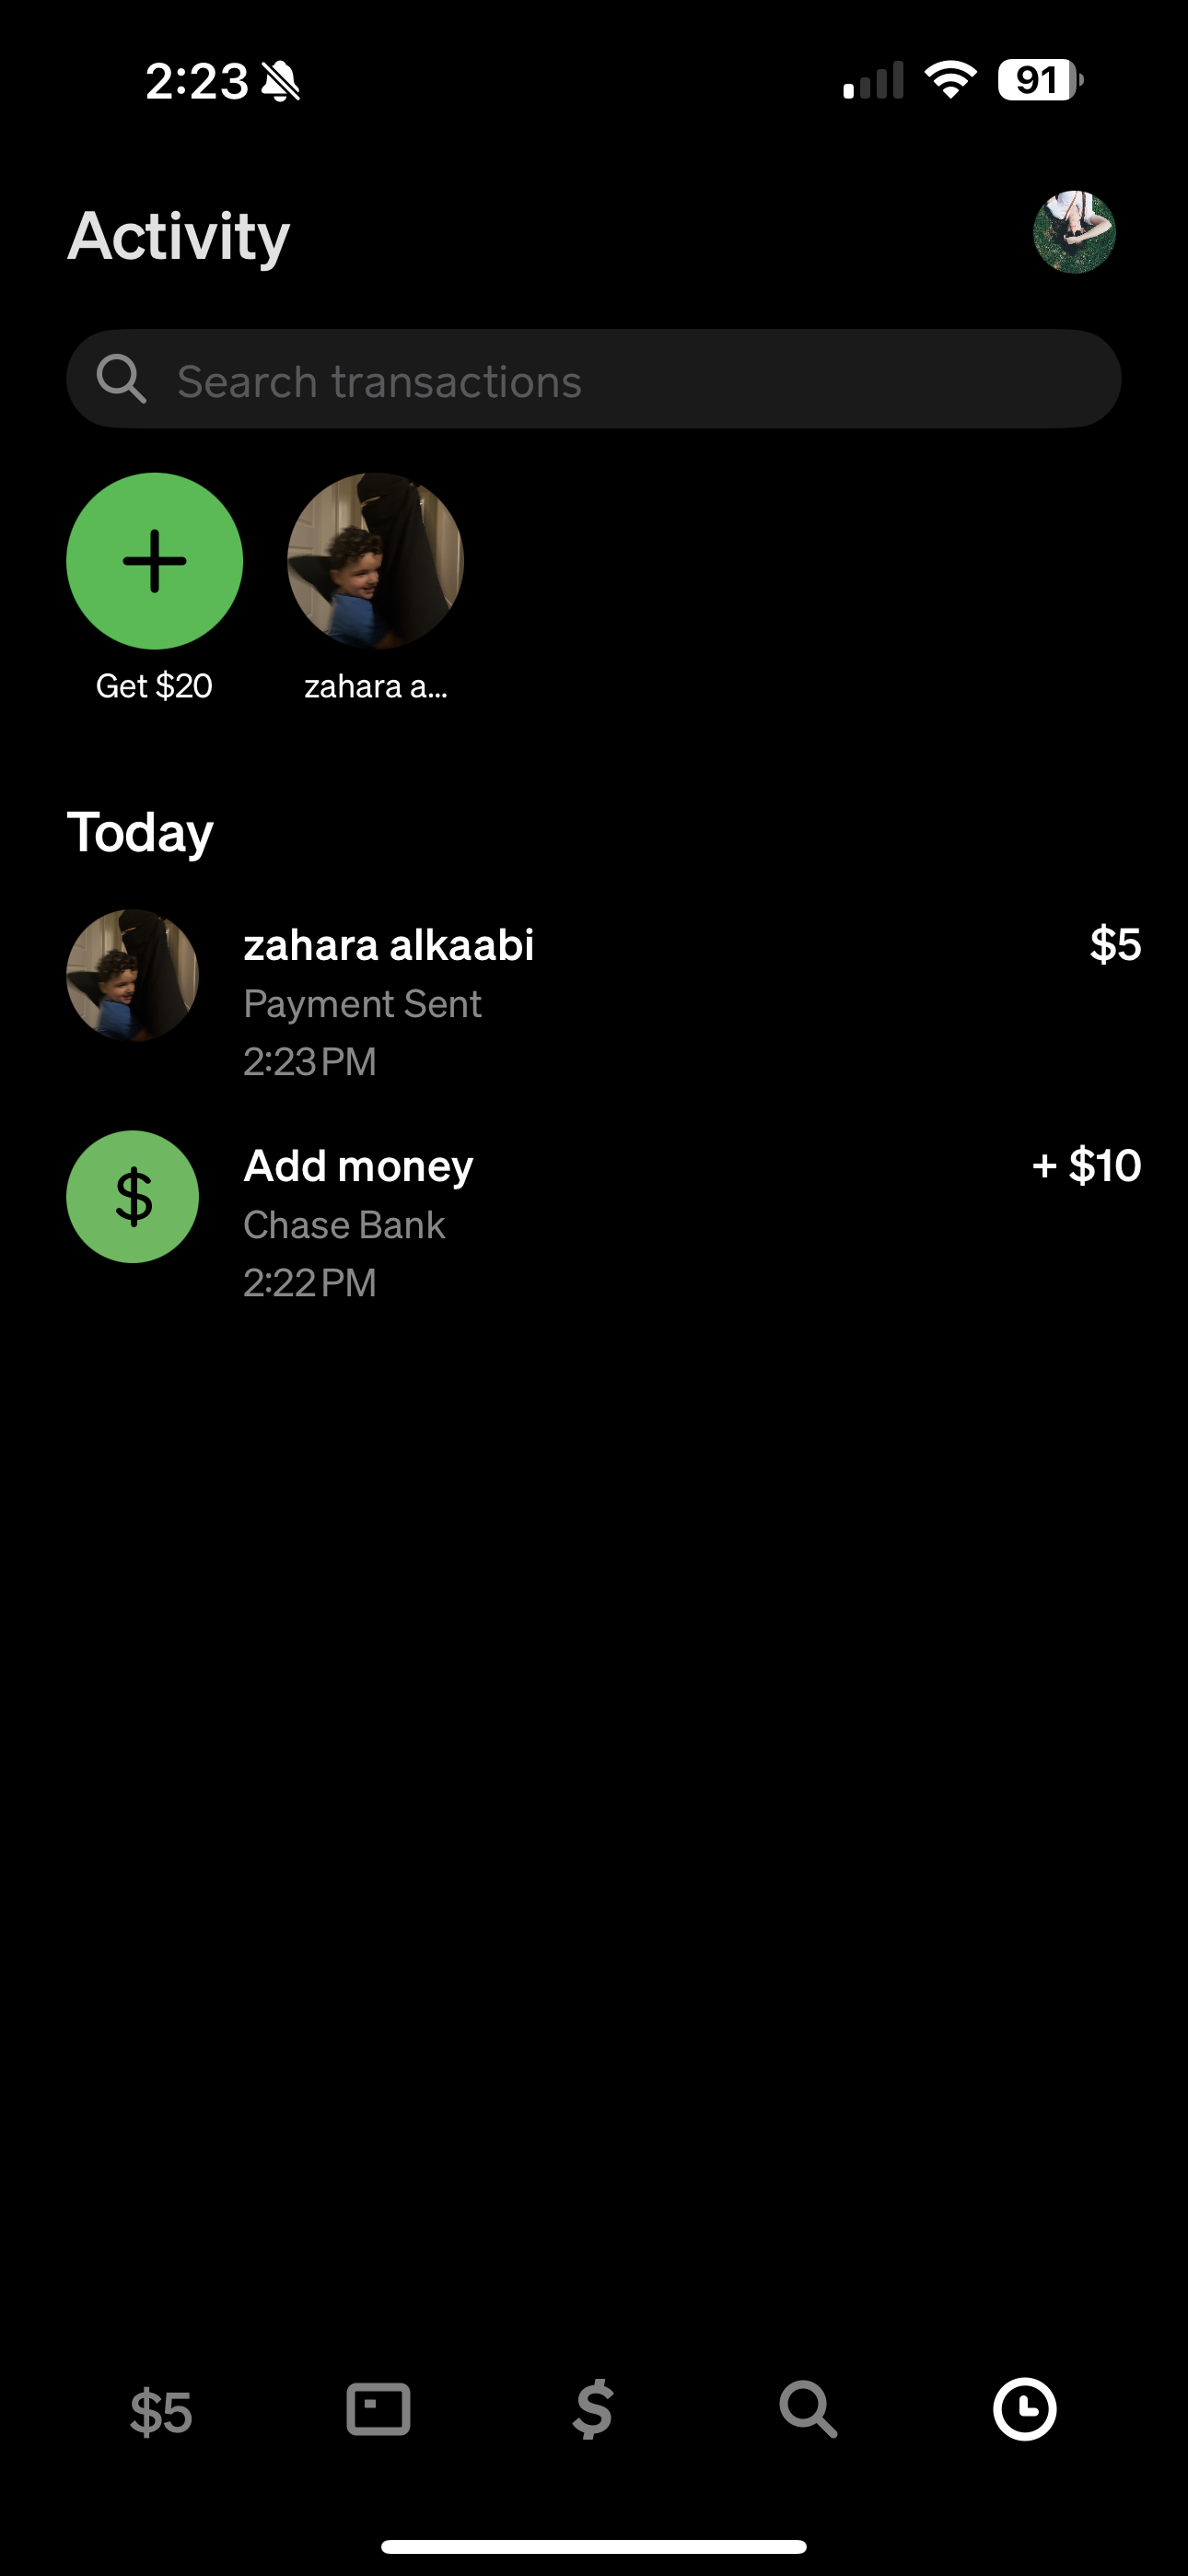 2:23
91
Activity
Search transactions
Get $20
zahara a...
Today
zahara alkaabi
$5
Payment Sent
2:23 PM
Add money
+ $10
Chase Bank
2:22 PM
$5